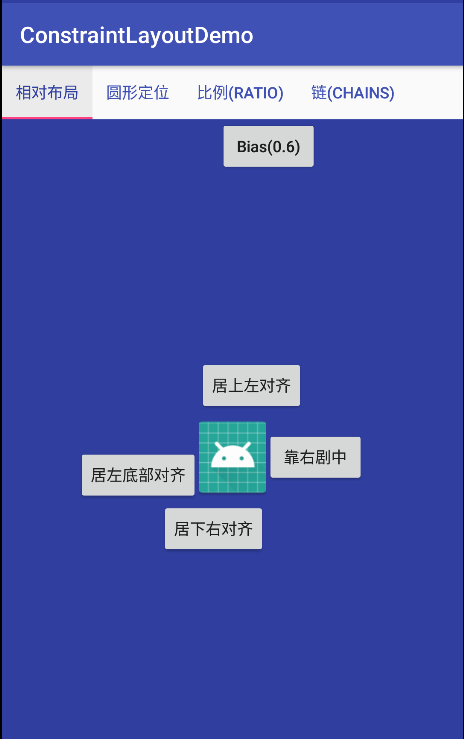 ConstraintLayoutDemo
相对布局 圆形定位 比例(RATIO) 链(CHAINS)
Bias(0.6)
居上左对齐
靠右剧中
居左底部对齐
居下右对齐